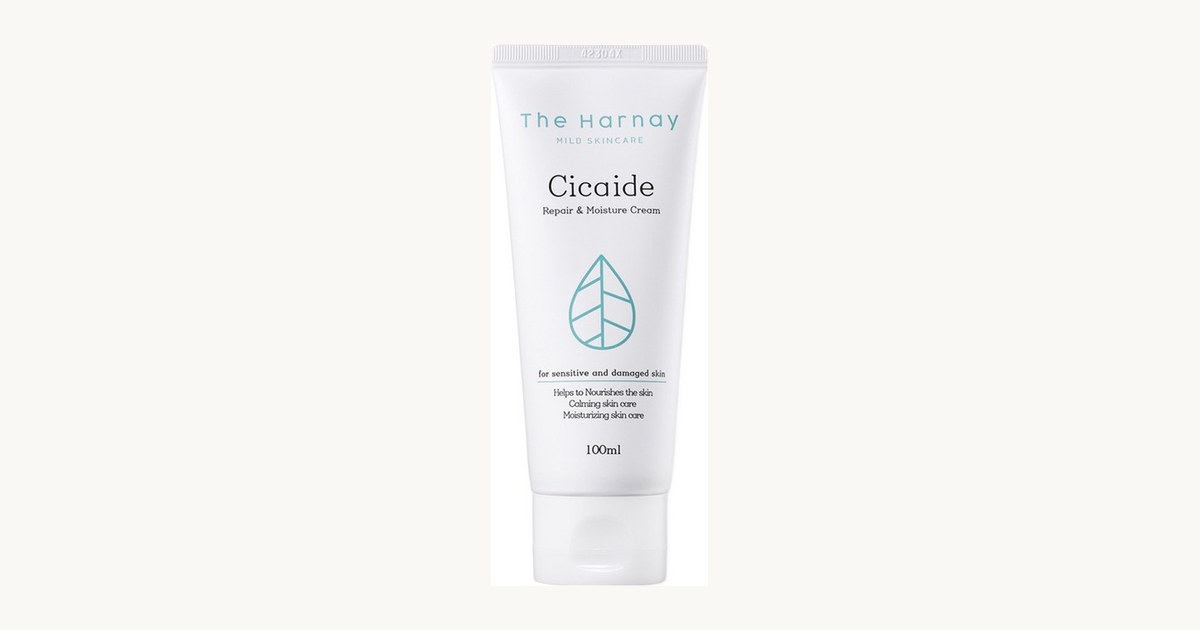 42304X
The Harnay
MILD SKINCARE
Cicaide
Repair & Moisture Cream
for sensitive and damaged skin
Helps to Nourishes the skin
Calming skin care
Moisturizing skin care
100ml